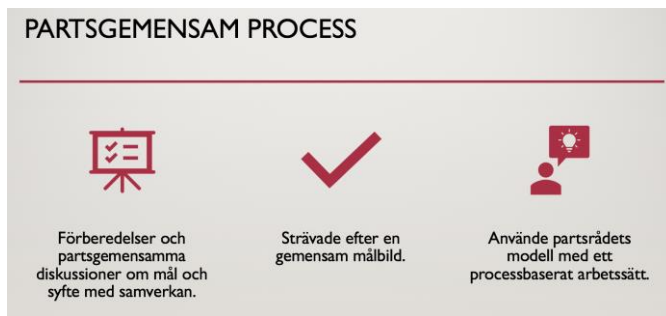 PARTSGEMENSAM PROCESS
Förberedelser och
partsgemensamma
diskussioner om mål och
syfte med samverkan.
Strävade efter en
gemensam målbild.
Använde partsrådets
modell med ett
processbaserat arbetssätt.